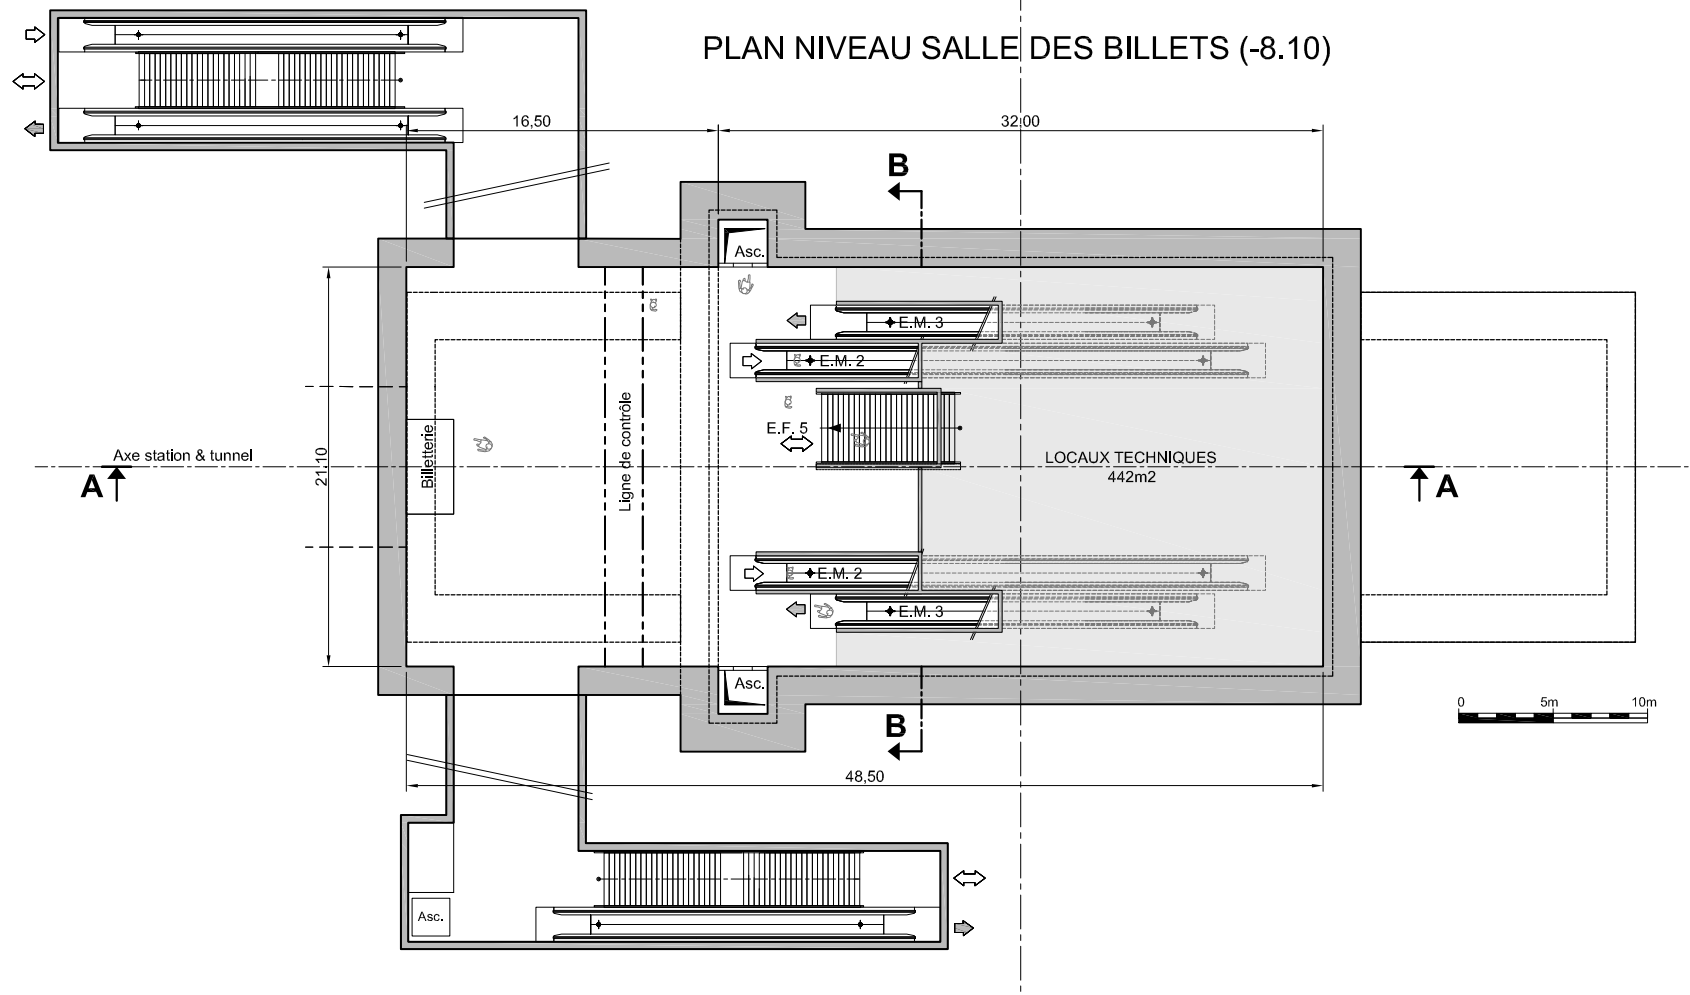 PLAN NIVEAU SALLE DES BILLETS (-8.10)
16,50
32.00
B
Asc.
E.M. 3
E.M. 2
E.F. 5
Axe station & tunnel
A
21.10
Billetterie
Ligne de contrôle
LOCAUX TECHNIQUES
442m2
A
E.M. 2
E.M. 3
Asc.
B
0 5m 10m
48,50
Asc.